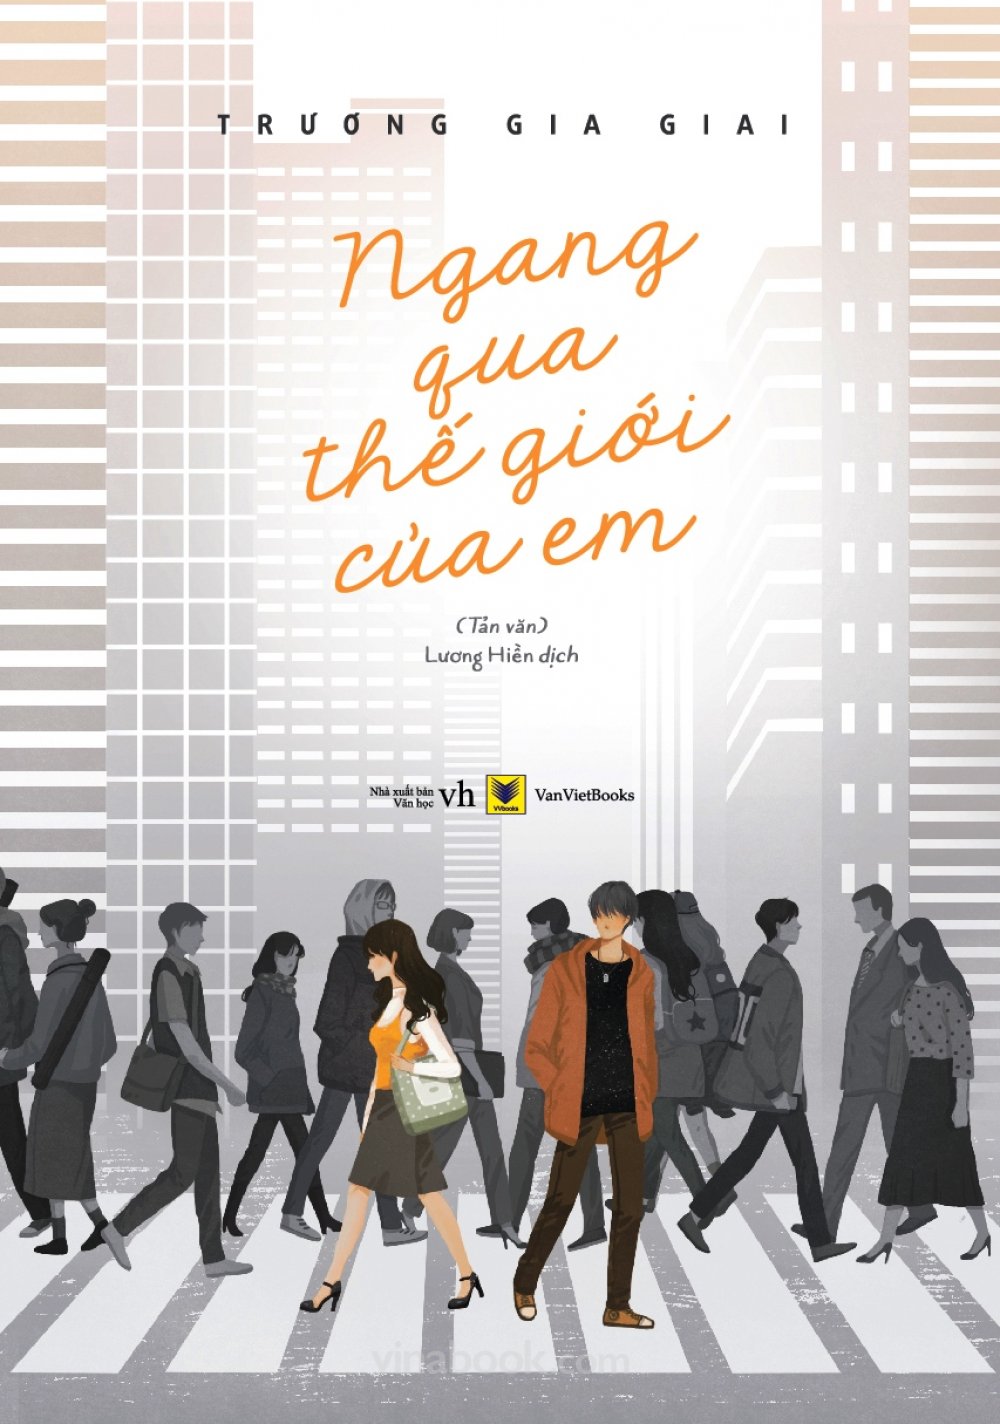 TRƯƠNG GIA GIAI
Ngang
qua
thế giới
của em
(Tản văn)
Lương Hiền dịch
Nhà xuất bản
Văn học
vh
VVbooks
VanVietBooks
vinabook.com